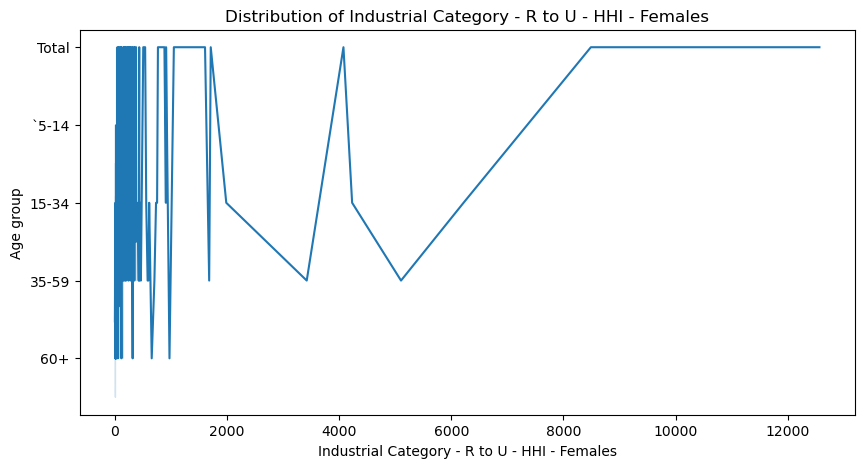 Distribution of Industrial Category - R to U - HHI - Females
Total
`5-14
15-34
35-59
60+
Age group
0 2000 4000 6000 8000 10000 12000
Industrial Category - R to U - HHI - Females